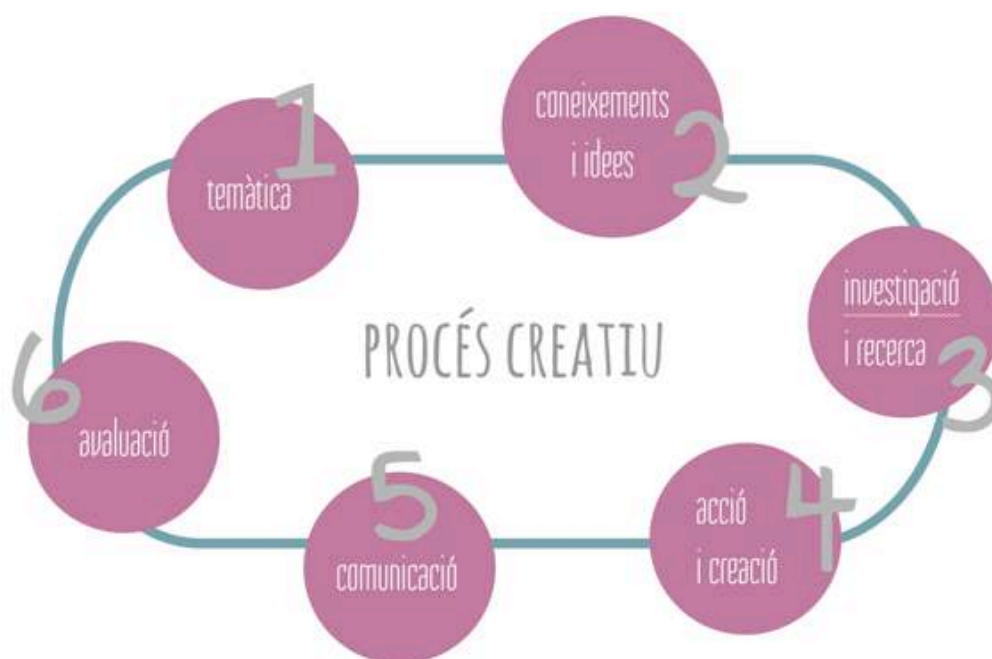 1
temàtica
coneixements
i idees
2
investigació
i recerca
3
PROCÉS CREATIU
acció
i creació
4
5
comunicació
6
avaluació